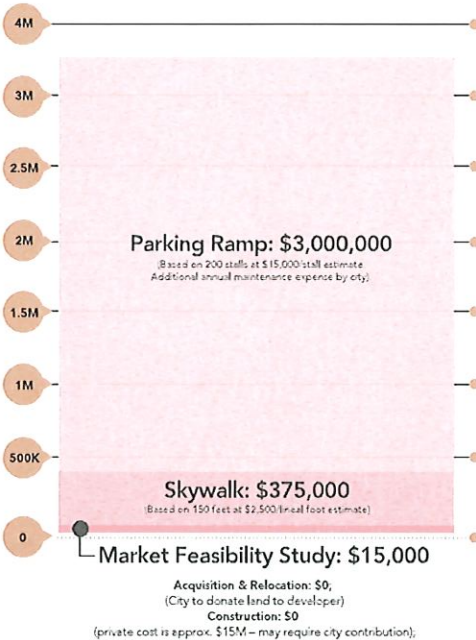 4M
3M
2.5M
2M
1.5M
1M
500K
0
Parking Ramp: $3,000,000
(Based on 200 stalls at $15,000/stall estimate
Additional annual maintenance expense by city)
Skywalk: $375,000
(Based on 150 feet at $2,500/lineal foot estimate)
Market Feasibility Study: $15,000
Acquisition & Relocation: $0;
(City to donate land to developer)
Construction: $0
(private cost is approx. $15M – may require city contribution);